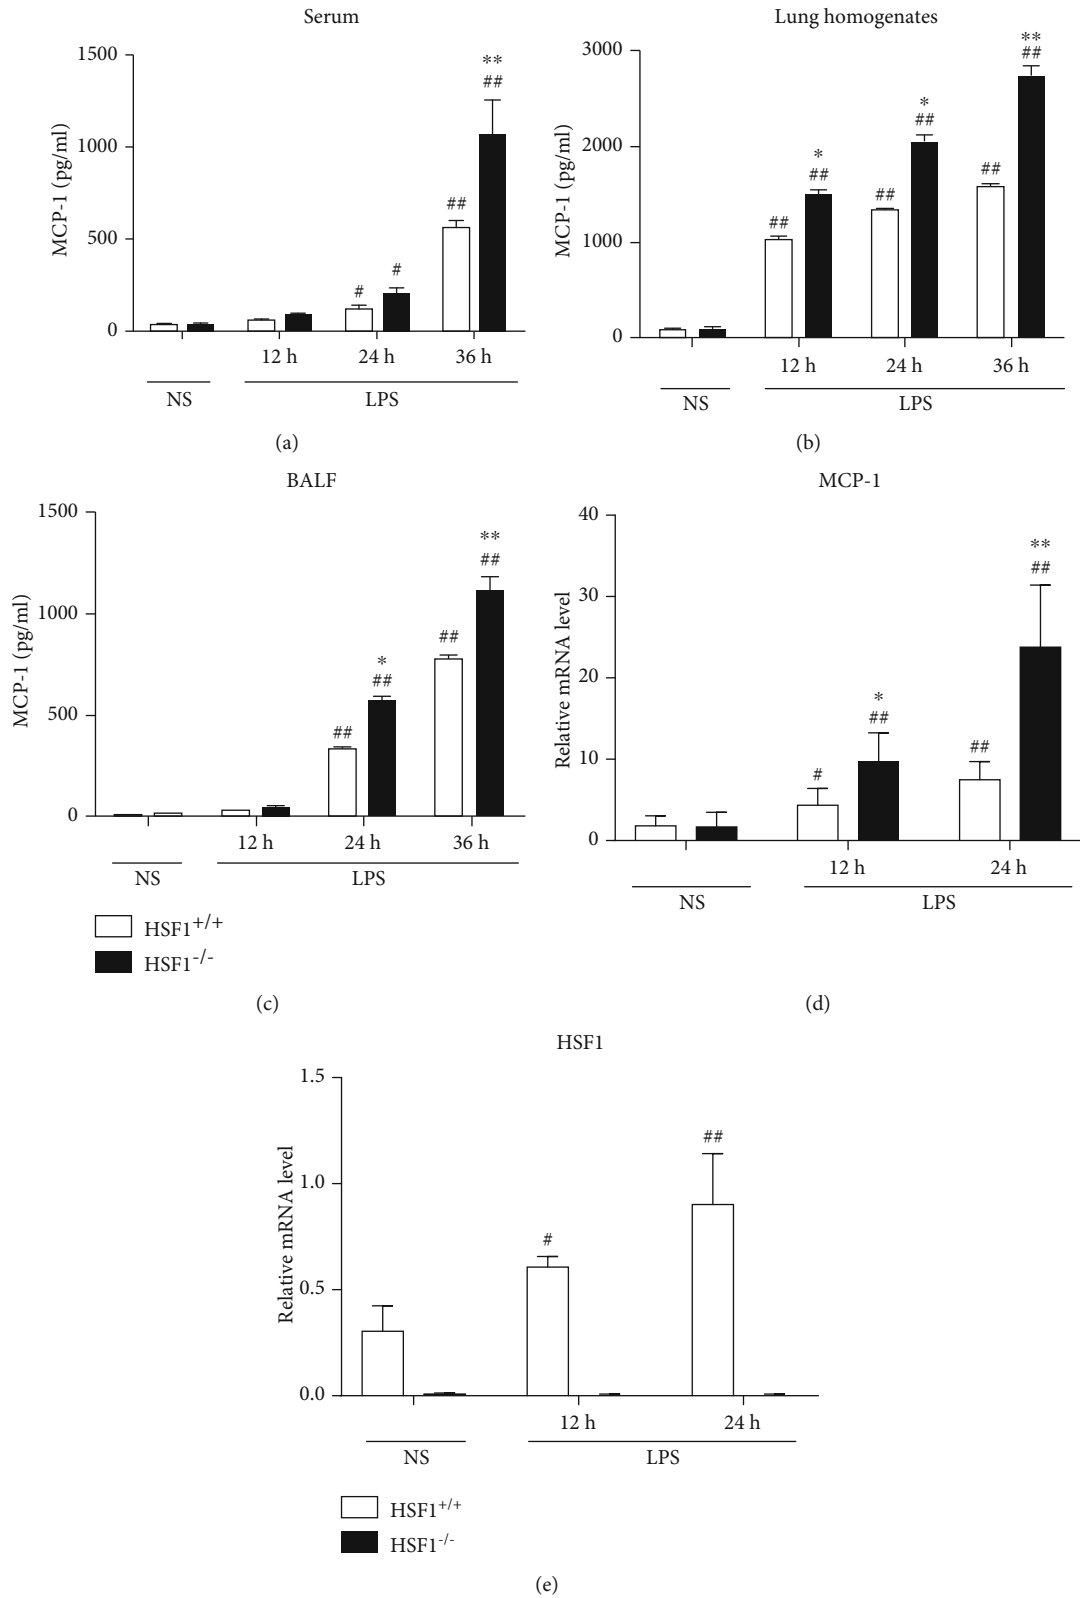 Serum
1500
1000
500
0
MCP-1 (pg/ml)
# # ## ** ##
12 h 24 h 36 h
NS LPS
(a)
Lung homogenates
3000
2000
1000
0
MCP-1 (pg/ml)
## * ## ## * ## ## ** ##
12 h 24 h 36 h
NS LPS
(b)
BALF
1500
1000
500
0
MCP-1 (pg/ml)
## * ## ## ** ##
12 h 24 h 36 h
NS LPS
HSF1+/+
HSF1-/-
(c)
MCP-1
40
30
20
10
0
Relative mRNA level
# * ## ## ** ##
12 h 24 h
NS LPS
(d)
HSF1
1.5
1.0
0.5
0.0
Relative mRNA level
# ##
12 h 24 h
NS LPS
HSF1+/+
HSF1-/-
(e)